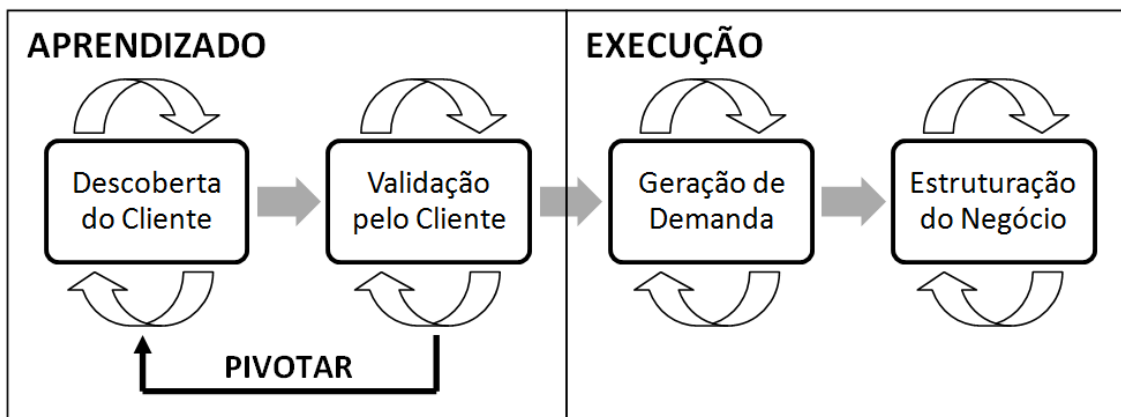 APRENDIZADO
EXECUÇÃO
Descoberta
do Cliente
Validação
pelo Cliente
Geração de
Demanda
Estruturação
do Negócio
PIVOTAR